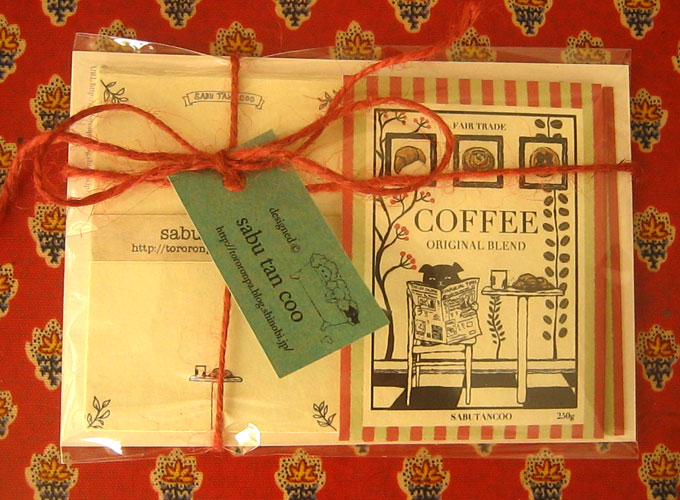 SABU TAN COO
sabu
http://tororon
designed ©
sabu tan coo
http://tororonpa.blog.shinobi.jp/
FAIR TRADE
COFFEE
ORIGINAL BLEND
SABUTANCOO
250g